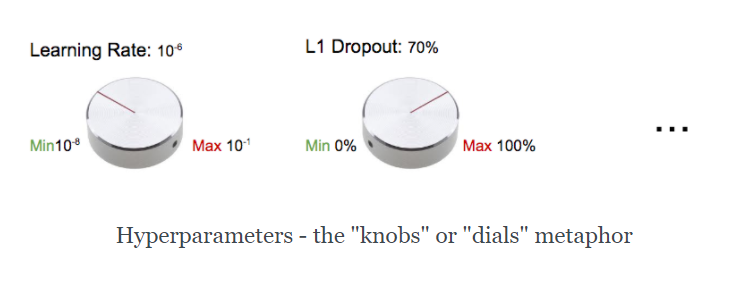 Learning Rate: 10⁻⁶
L1 Dropout: 70%
Min10⁻⁸
Max 10⁻¹
Min 0%
Max 100%
...
Hyperparameters - the "knobs" or "dials" metaphor